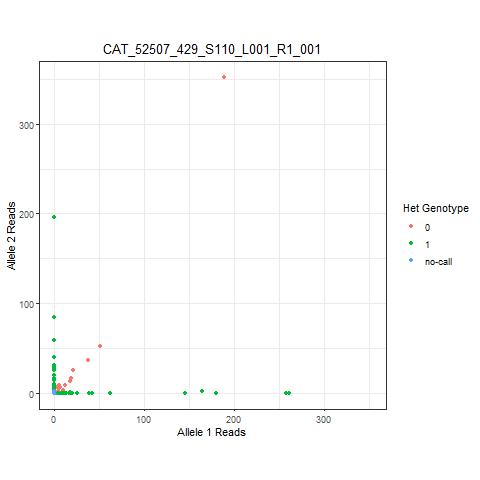 CAT_52507_429_S110_L001_R1_001
300
200
100
0
0
100
200
300
Allele 1 Reads
Allele 2 Reads
Het Genotype
0
1
no-call